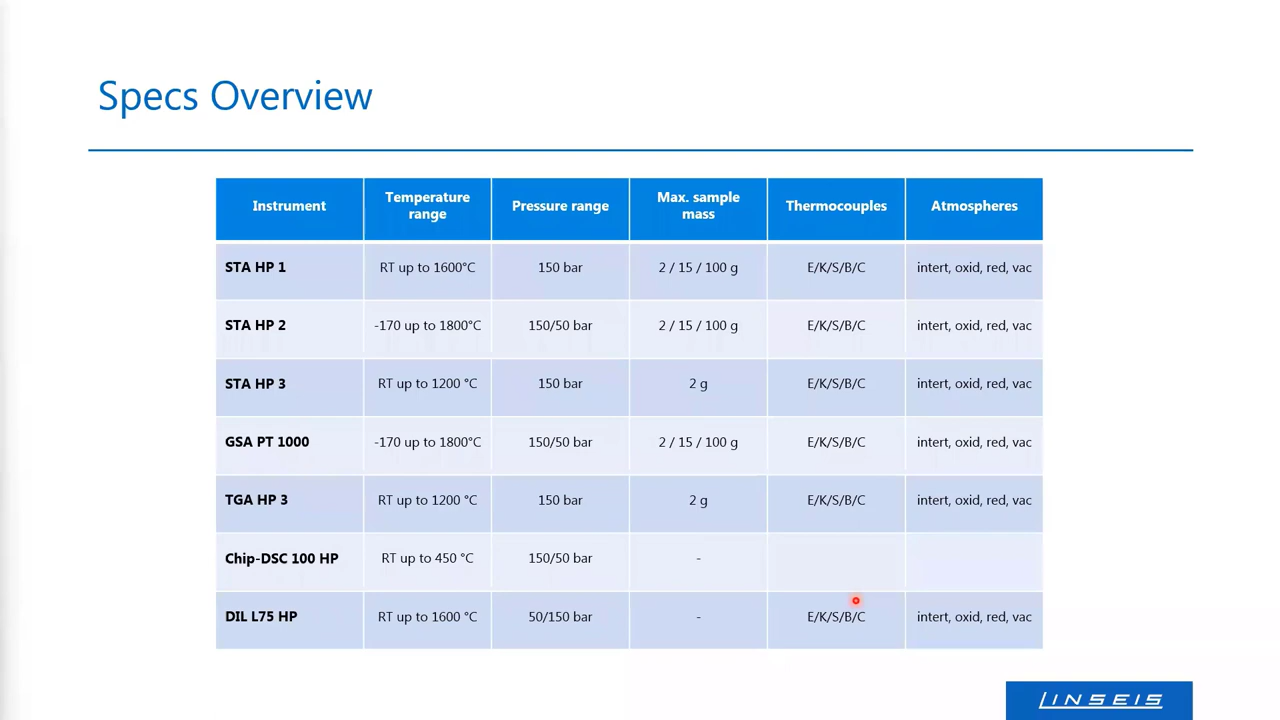 Specs Overview
Instrument Temperature range Pressure range Max. sample mass Thermocouples Atmospheres
STA HP 1 RT up to 1600°C 150 bar 2 / 15 / 100 g E/K/S/B/C intert, oxid, red, vac
STA HP 2 -170 up to 1800°C 150/50 bar 2 / 15 / 100 g E/K/S/B/C intert, oxid, red, vac
STA HP 3 RT up to 1200 °C 150 bar 2 g E/K/S/B/C intert, oxid, red, vac
GSA PT 1000 -170 up to 1800°C 150/50 bar 2 / 15 / 100 g E/K/S/B/C intert, oxid, red, vac
TGA HP 3 RT up to 1200 °C 150 bar 2 g E/K/S/B/C intert, oxid, red, vac
Chip-DSC 100 HP RT up to 450 °C 150/50 bar -
DIL L75 HP RT up to 1600 °C 50/150 bar - E/K/S/B/C intert, oxid, red, vac
LINSEIS